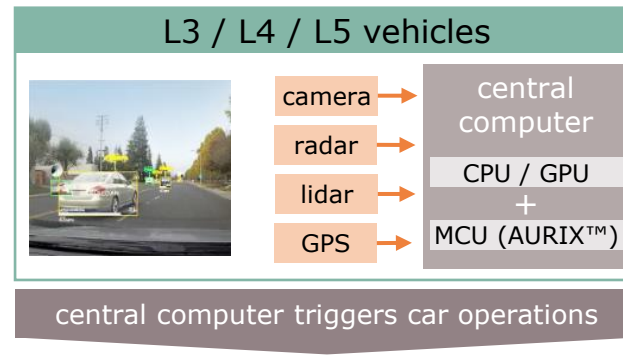 L3 / L4 / L5 vehicles
camera
radar
lidar
GPS
central
computer
CPU / GPU
+
MCU (AURIX™)
central computer triggers car operations